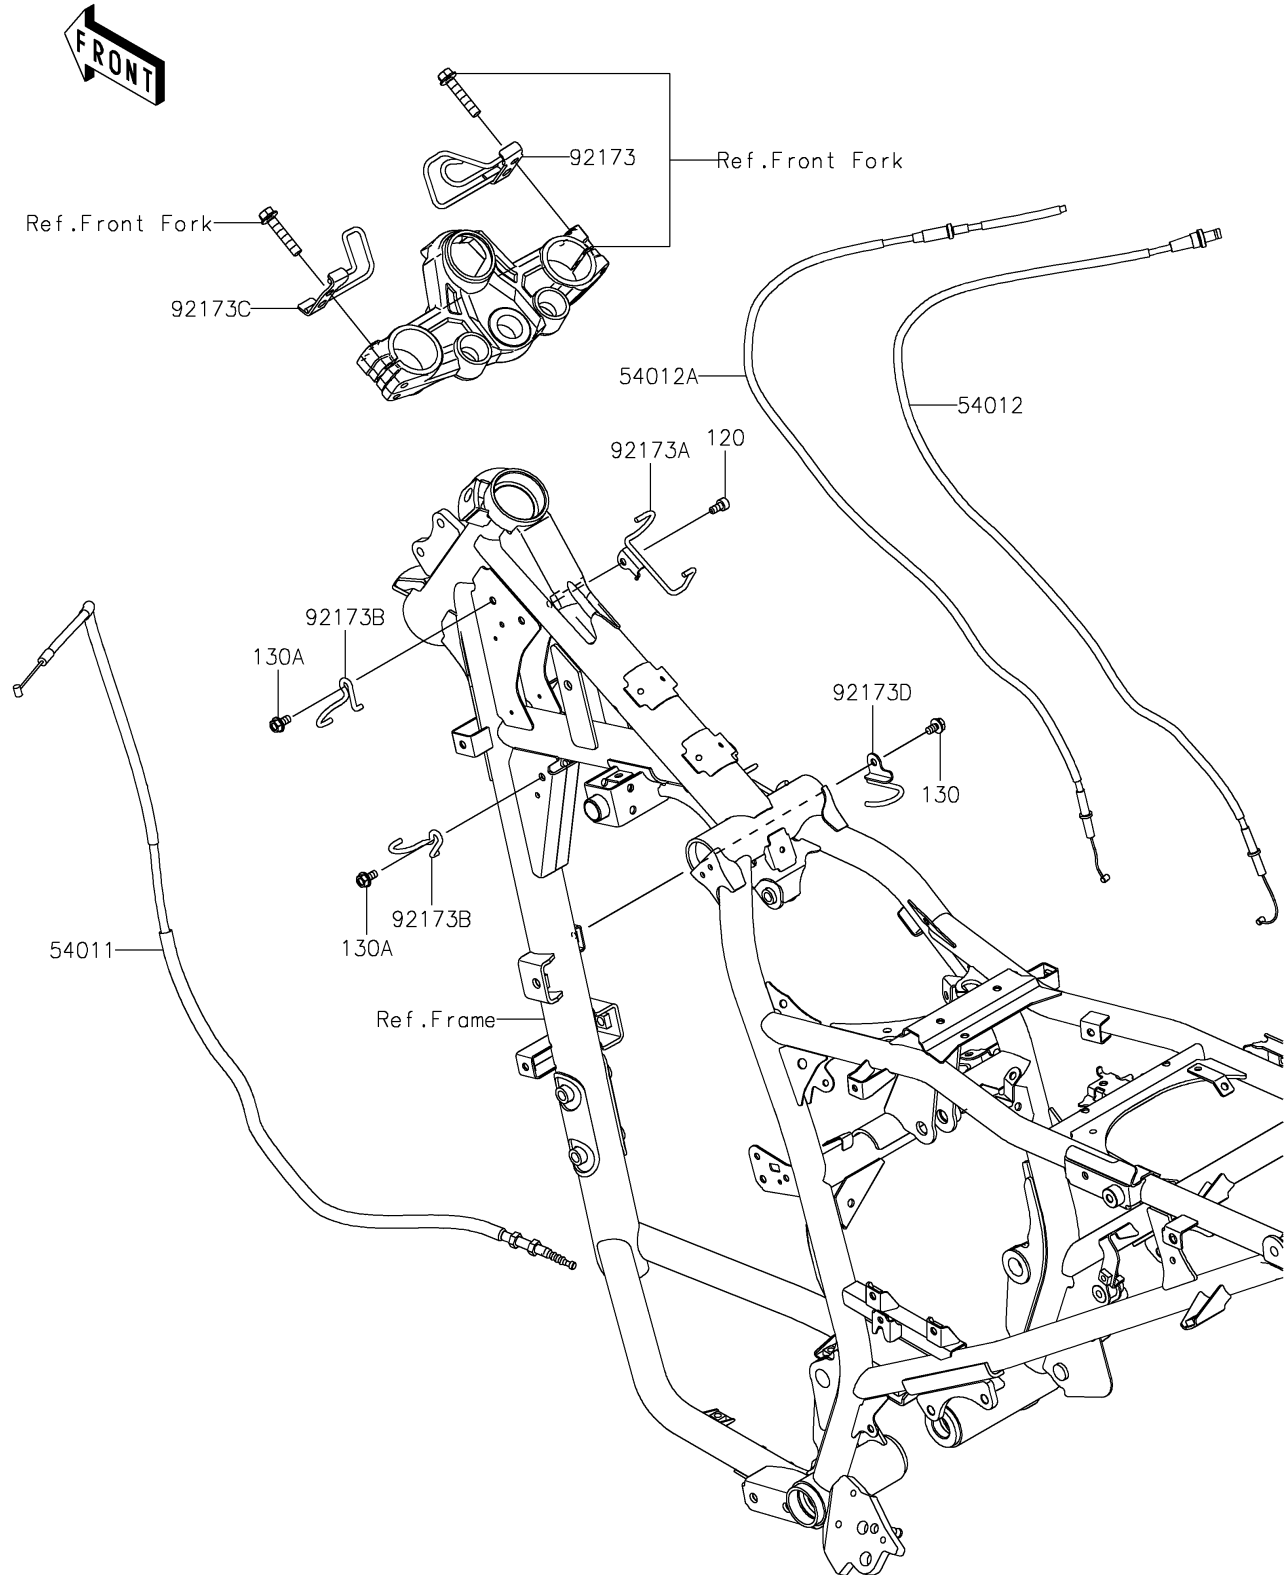 FRONT
92173
Ref.Front Fork
Ref.Front Fork
92173C
54012A
54012
120
92173A
92173B
130A
92173D
130
92173B
130A
54011
Ref.Frame